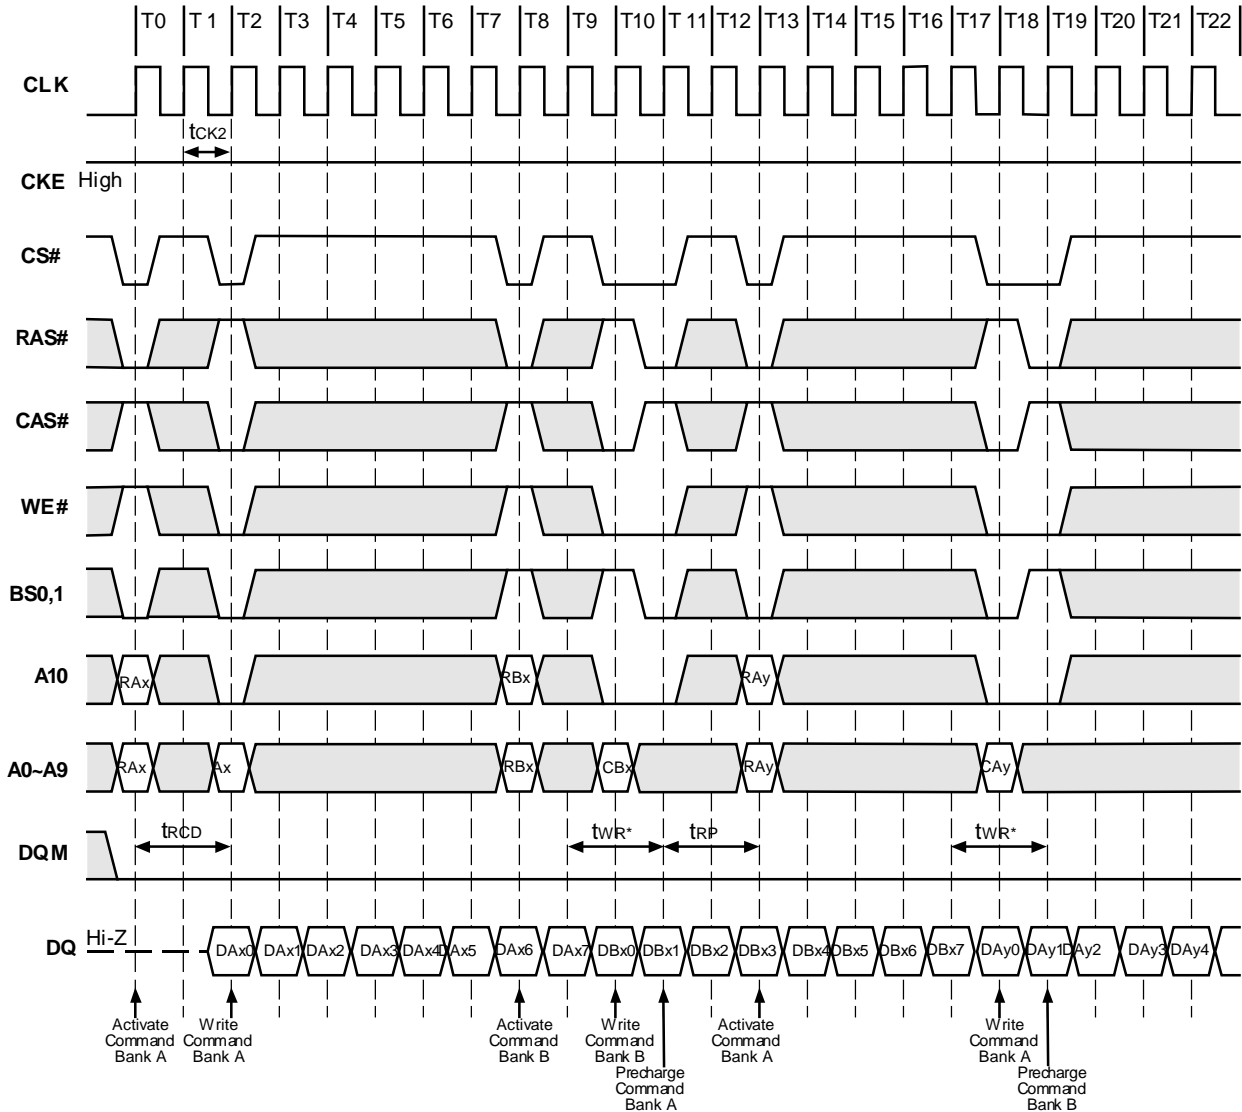 T0 T 1 T2 T3 T4 T5 T6 T7 T8 T9 T10 T 11 T12 T13 T14 T15 T16 T17 T18 T19 T20 T21 T22
CLK
tCK2
CKE High
CS#
RAS#
CAS#
WE#
BS0,1
A10 RAx RBx RAy
A0~A9 RAx Ax RBx CBx RAy CAy
DQM tRCD tWR* tRP tWR*
DQ Hi-Z DAx0 DAx1 DAx2 DAx3 DAx4 DAx5 DAx6 DAx7 DBx0 DBx1 DBx2 DBx3 DBx4 DBx5 DBx6 DBx7 DAy0 DAy1 DAy2 DAy3 DAy4
Activate Command Bank A
Write Command Bank A
Activate Command Bank B
Write Command Bank B
Precharge Command Bank A
Activate Command Bank A
Write Command Bank A
Precharge Command Bank B